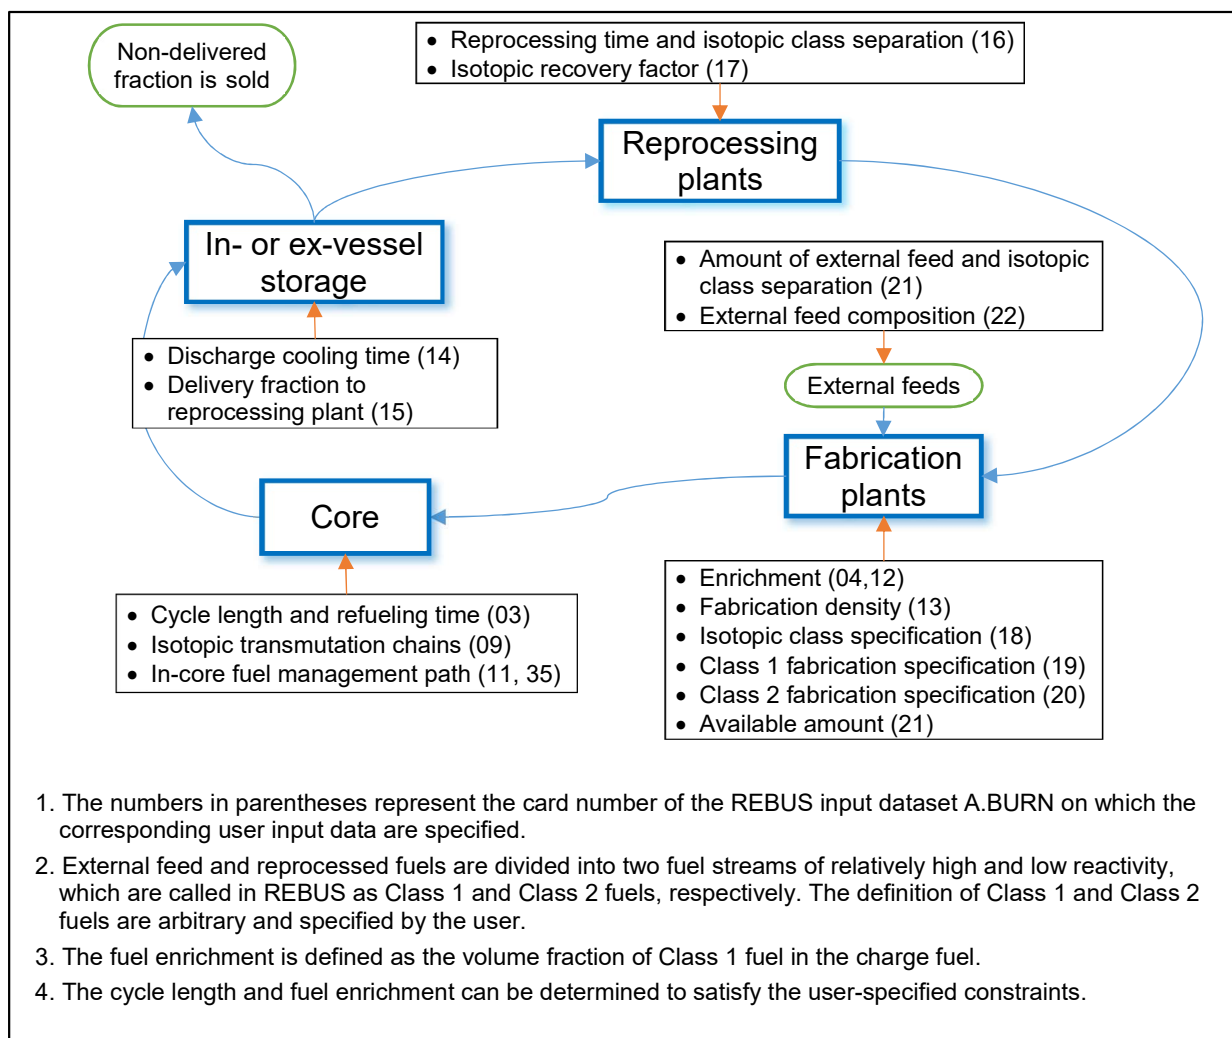 Non-delivered
fraction is sold
• Reprocessing time and isotopic class separation (16)
• Isotopic recovery factor (17)
Reprocessing
plants
In- or ex-vessel
storage
• Amount of external feed and isotopic
class separation (21)
• External feed composition (22)
• Discharge cooling time (14)
• Delivery fraction to
reprocessing plant (15)
External feeds
Fabrication
plants
Core
• Enrichment (04,12)
• Fabrication density (13)
• Isotopic class specification (18)
• Class 1 fabrication specification (19)
• Class 2 fabrication specification (20)
• Available amount (21)
• Cycle length and refueling time (03)
• Isotopic transmutation chains (09)
• In-core fuel management path (11, 35)
1. The numbers in parentheses represent the card number of the REBUS input dataset A.BURN on which the
corresponding user input data are specified.
2. External feed and reprocessed fuels are divided into two fuel streams of relatively high and low reactivity,
which are called in REBUS as Class 1 and Class 2 fuels, respectively. The definition of Class 1 and Class 2
fuels are arbitrary and specified by the user.
3. The fuel enrichment is defined as the volume fraction of Class 1 fuel in the charge fuel.
4. The cycle length and fuel enrichment can be determined to satisfy the user-specified constraints.